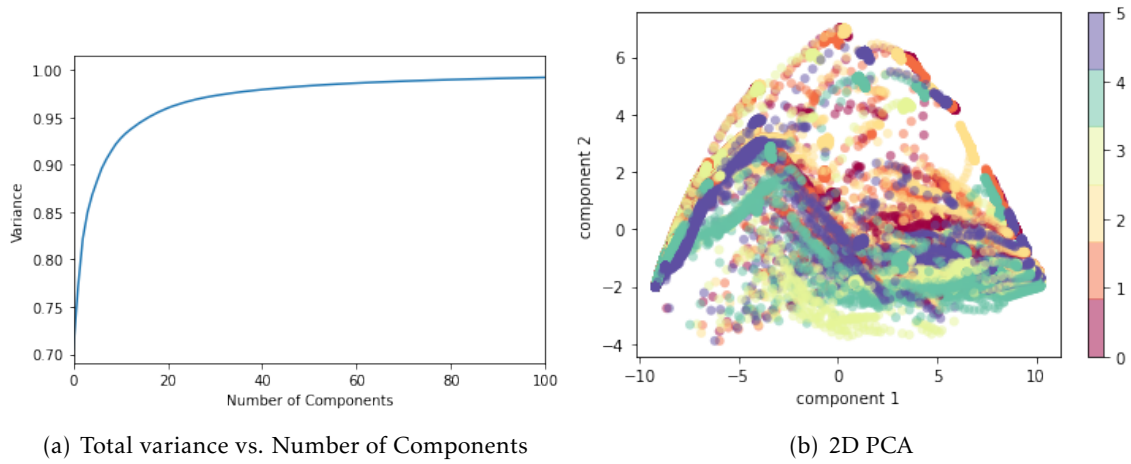 1.00
0.95
0.90
0.85
0.80
0.75
0.70
Variance
0 20 40 60 80 100
Number of Components
(a) Total variance vs. Number of Components
6
4
2
0
−2
−4
component 2
−10 −5 0 5 10
component 1
5
4
3
2
1
0
(b) 2D PCA